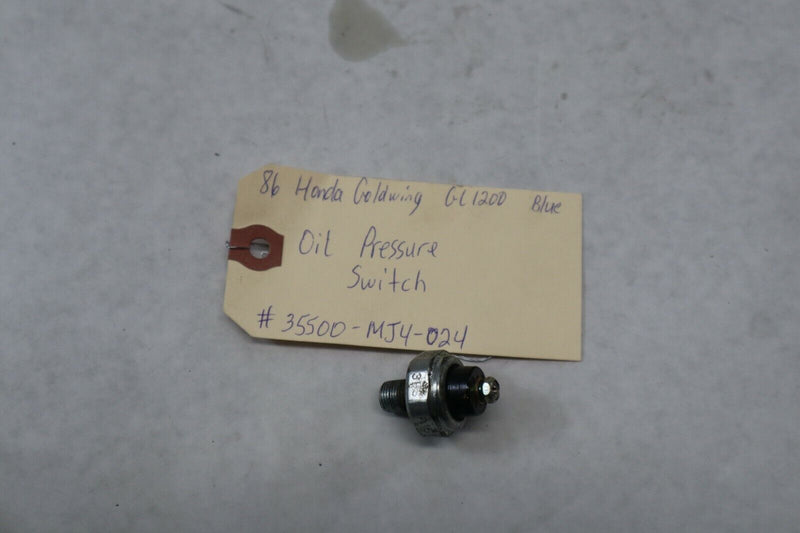 86 Honda Goldwing GL1200 Blue
Oil Pressure
Switch
# 35500-MJ4-024